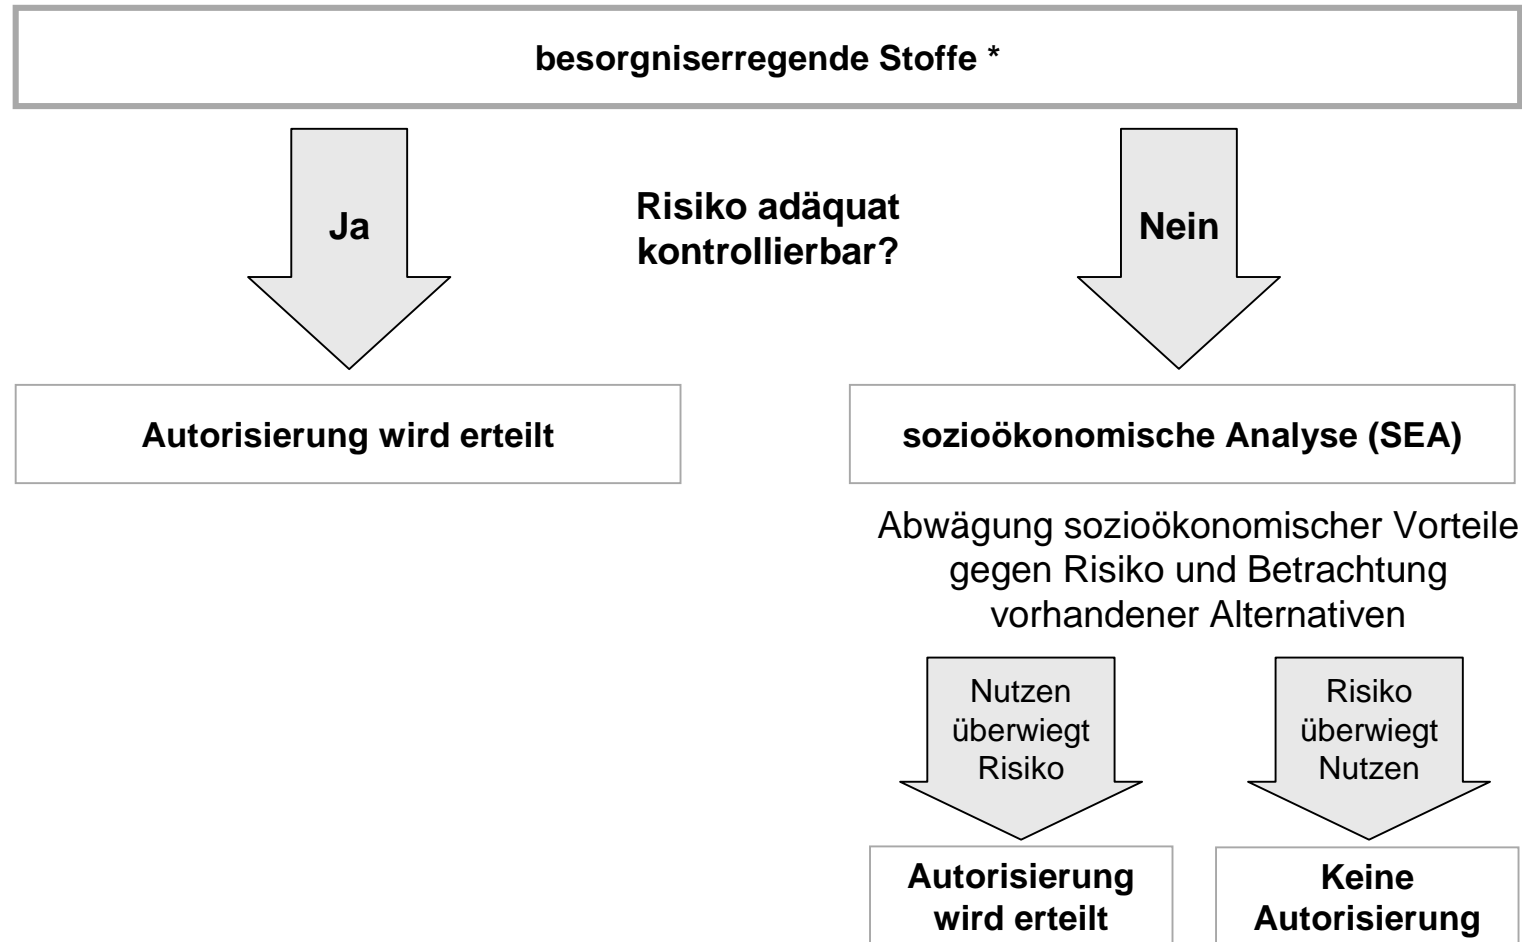 besorgniserregende Stoffe *
Ja
Risiko adäquat
kontrollierbar?
Nein
Autorisierung wird erteilt
sozioökonomische Analyse (SEA)
Abwägung sozioökonomischer Vorteile
gegen Risiko und Betrachtung
vorhandener Alternativen
Nutzen
überwiegt
Risiko
Risiko
überwiegt
Nutzen
Autorisierung
wird erteilt
Keine
Autorisierung